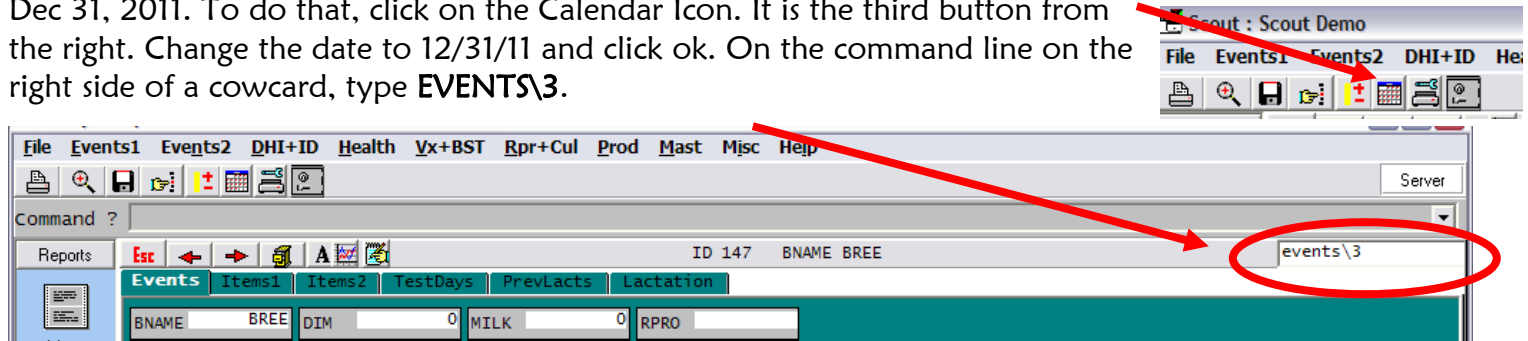 Dec 31, 2011. To do that, click on the Calendar Icon. It is the third button from
the right. Change the date to 12/31/11 and click ok. On the command line on the
right side of a cowcard, type EVENTS\3.
Scout : Scout Demo
File Events1 Events2 DHI+ID
File Events1 Events2 DHI+ID Health Vx+BST Rpr+Cul Prod Mast Misc Help
Server
Command ?
Reports Esc A ID 147 BNAME BREE events\3
Events Items1 Items2 TestDays PrevLacts Lactation
BNAME BREE DIM 0 MILK 0 RPRO